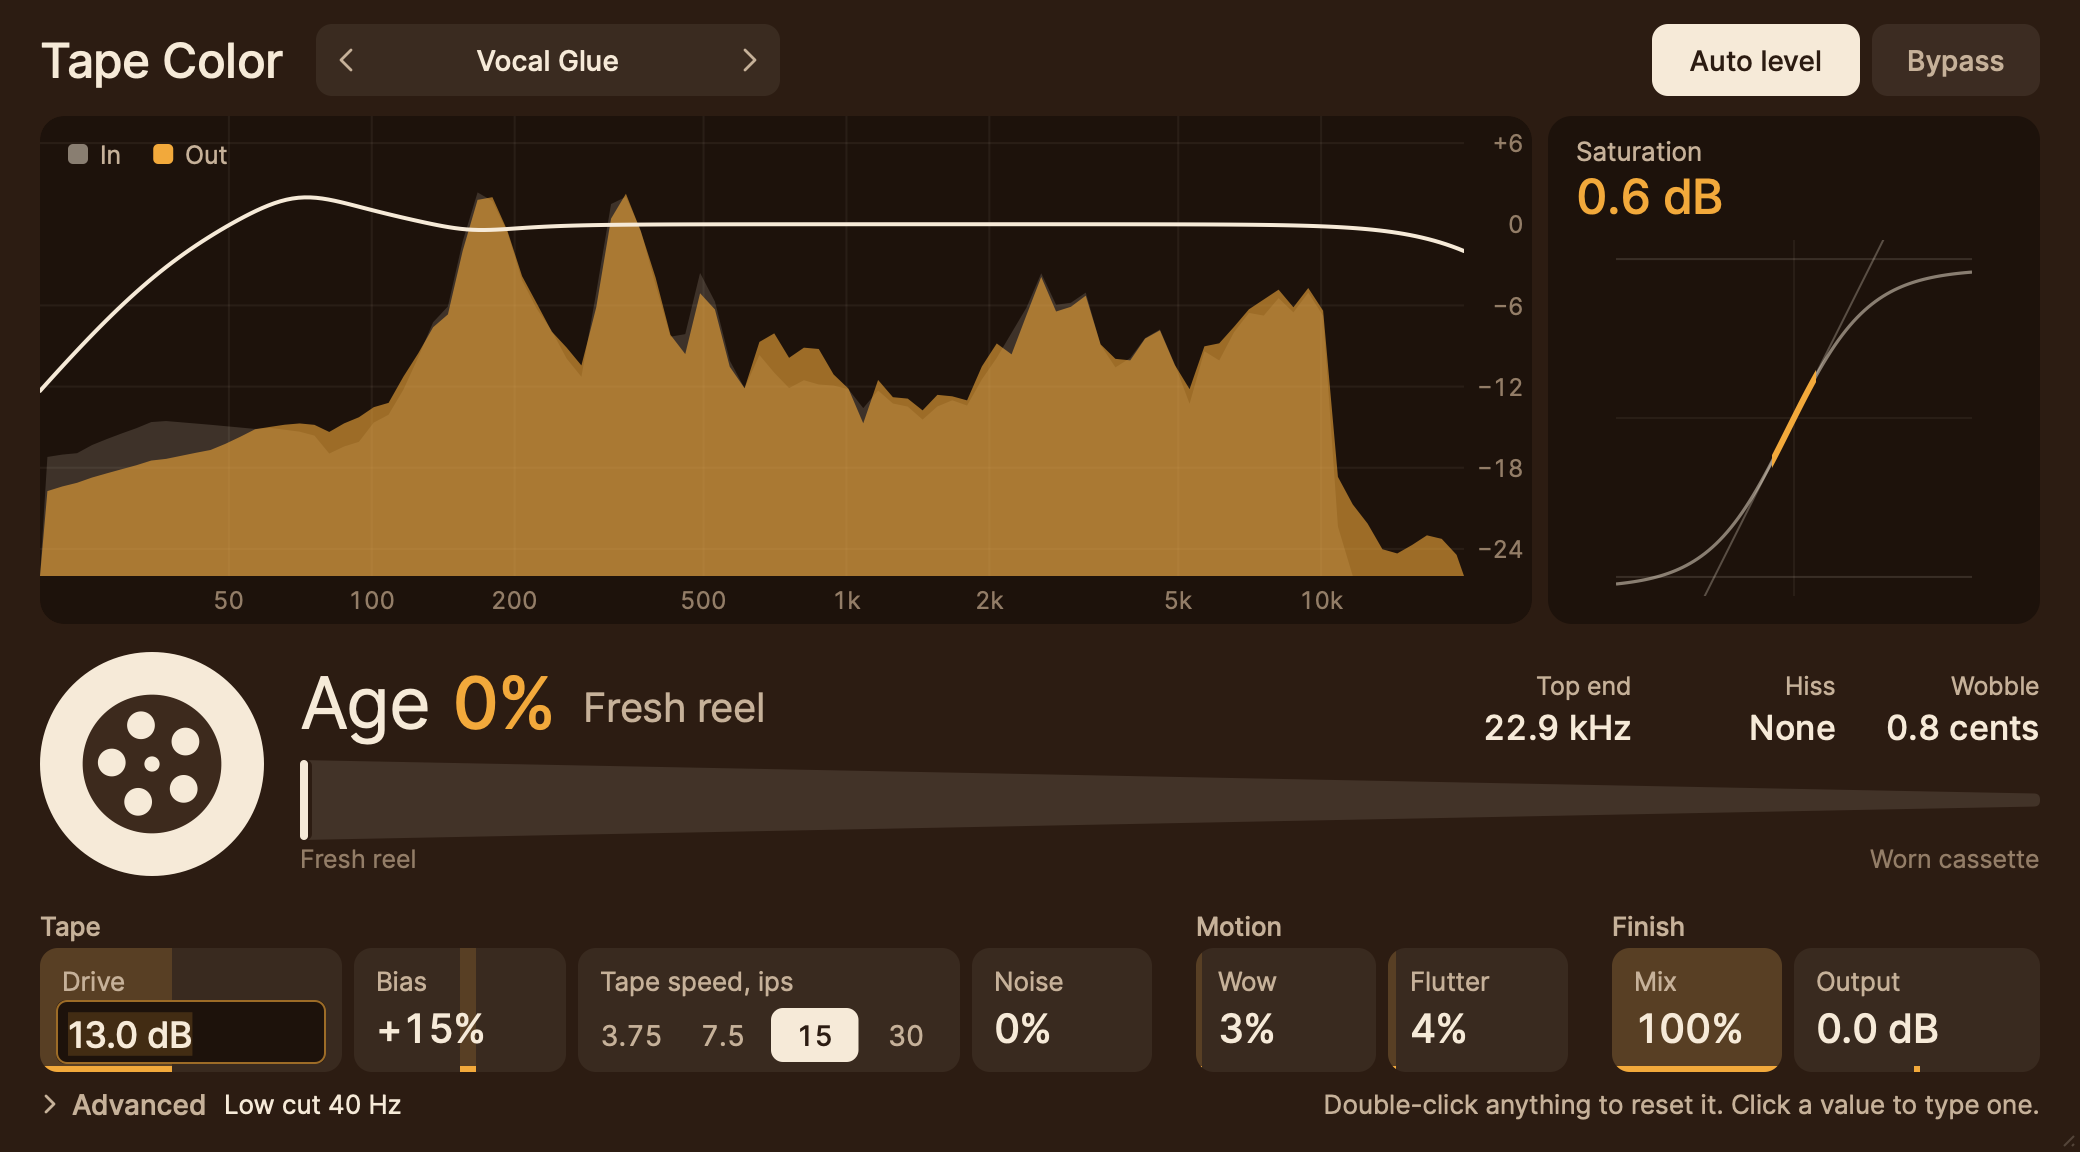 Tape Color
Vocal Glue
Auto level
Bypass
In
Out
+6
0
−6
−12
−18
−24
50
100
200
500
1k
2k
5k
10k
Saturation
0.6 dB
Age 0% Fresh reel
Top end
22.9 kHz
Hiss
None
Wobble
0.8 cents
Fresh reel
Worn cassette
Tape
Drive
13.0 dB
Bias
+15%
Tape speed, ips
3.75 7.5 15 30
Noise
0%
Motion
Wow
3%
Flutter
4%
Finish
Mix
100%
Output
0.0 dB
Advanced Low cut 40 Hz
Double-click anything to reset it. Click a value to type one.